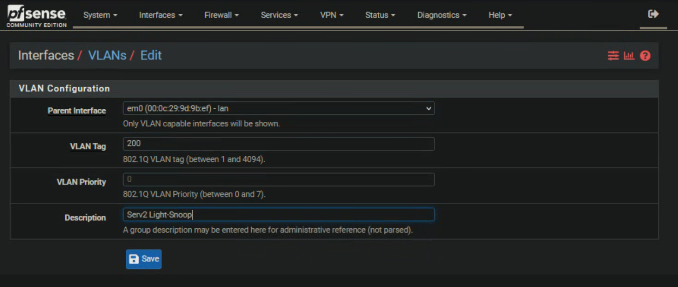 pfsense
COMMUNITY EDITION
System Interfaces Firewall Services VPN Status Diagnostics Help
Interfaces / VLANs / Edit
VLAN Configuration
Parent Interface em0 (00:0c:29:9d:9b:ef) - lan
Only VLAN capable interfaces will be shown.
VLAN Tag 200
802.1Q VLAN tag (between 1 and 4094).
VLAN Priority 0
802.1Q VLAN Priority (between 0 and 7).
Description Serv2 Light-Snoop
A group description may be entered here for administrative reference (not parsed).
Save